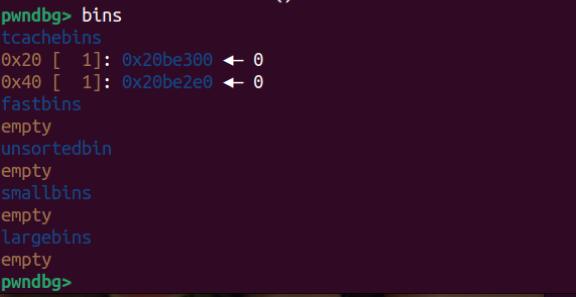 pwndbg> bins
tcachebins
0x20 [  1]: 0x20be300 ◂— 0
0x40 [  1]: 0x20be2e0 ◂— 0
fastbins
empty
unsortedbin
empty
smallbins
empty
largebins
empty
pwndbg>